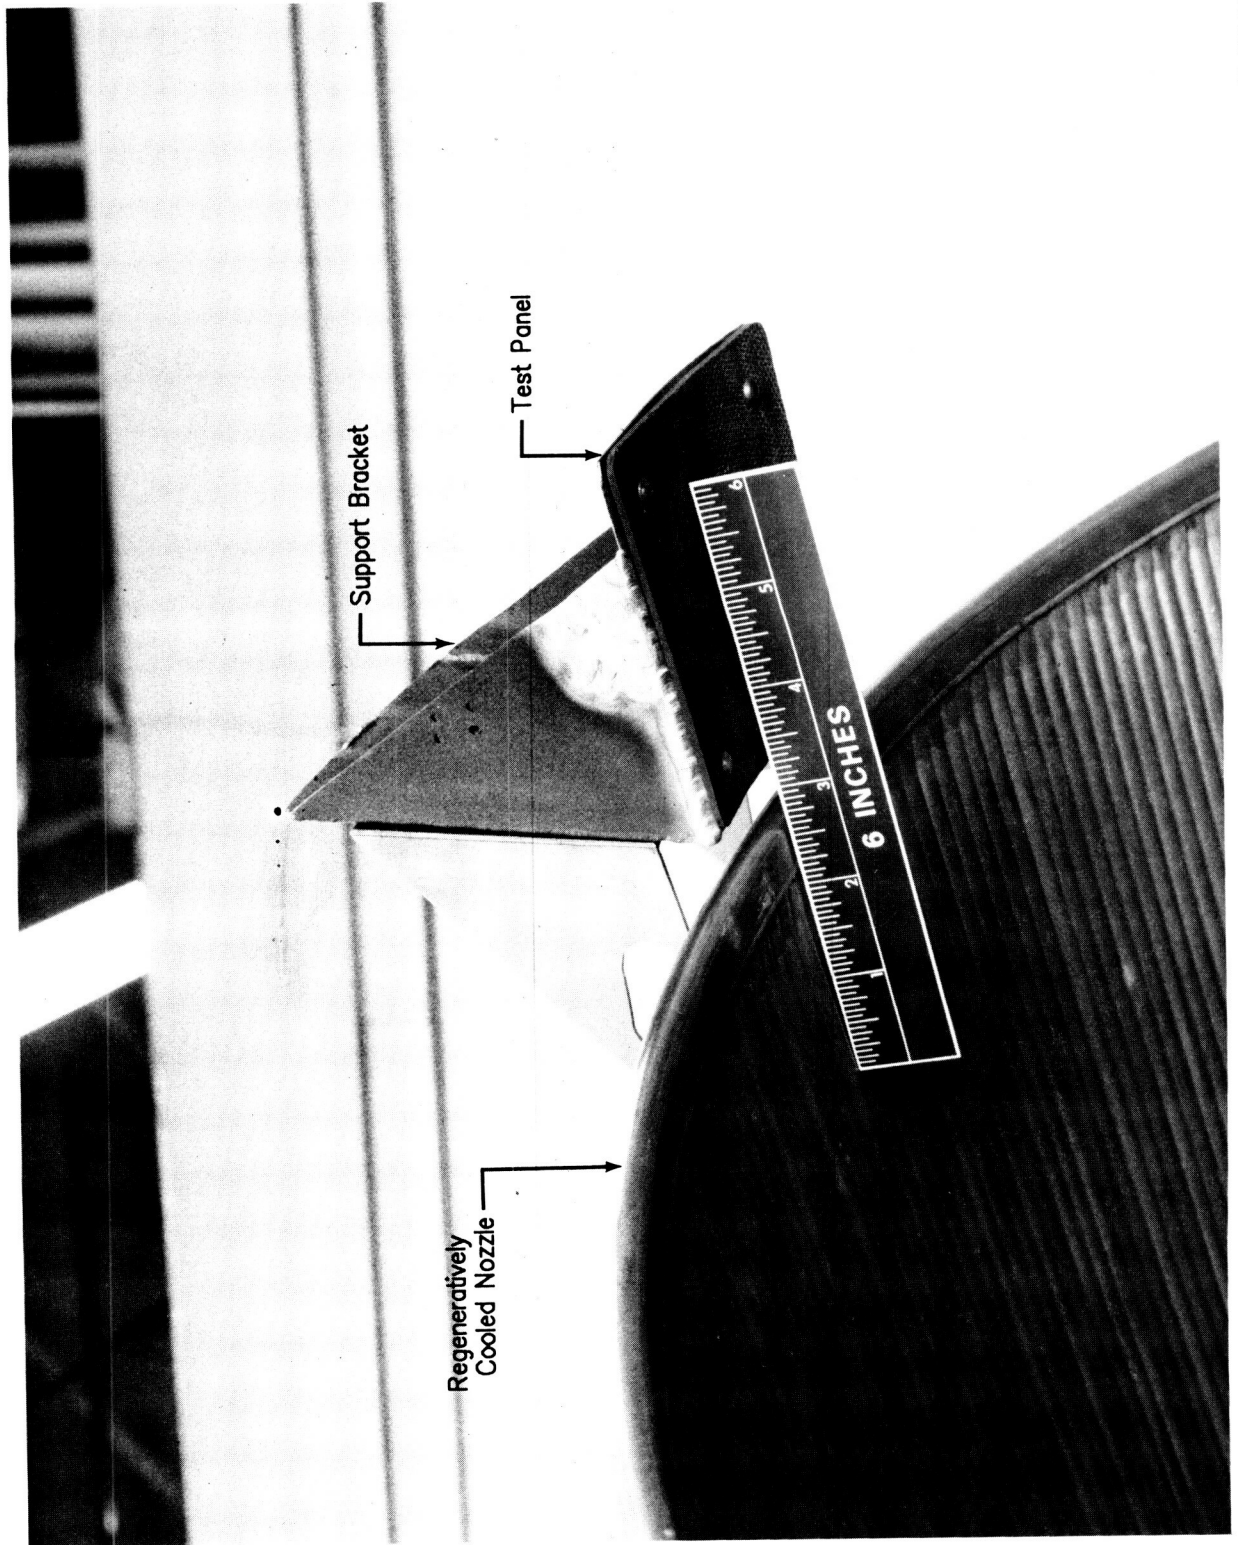 Regeneratively
Cooled Nozzle
Support Bracket
Test Panel
1 2 3 4 5 6
6 INCHES